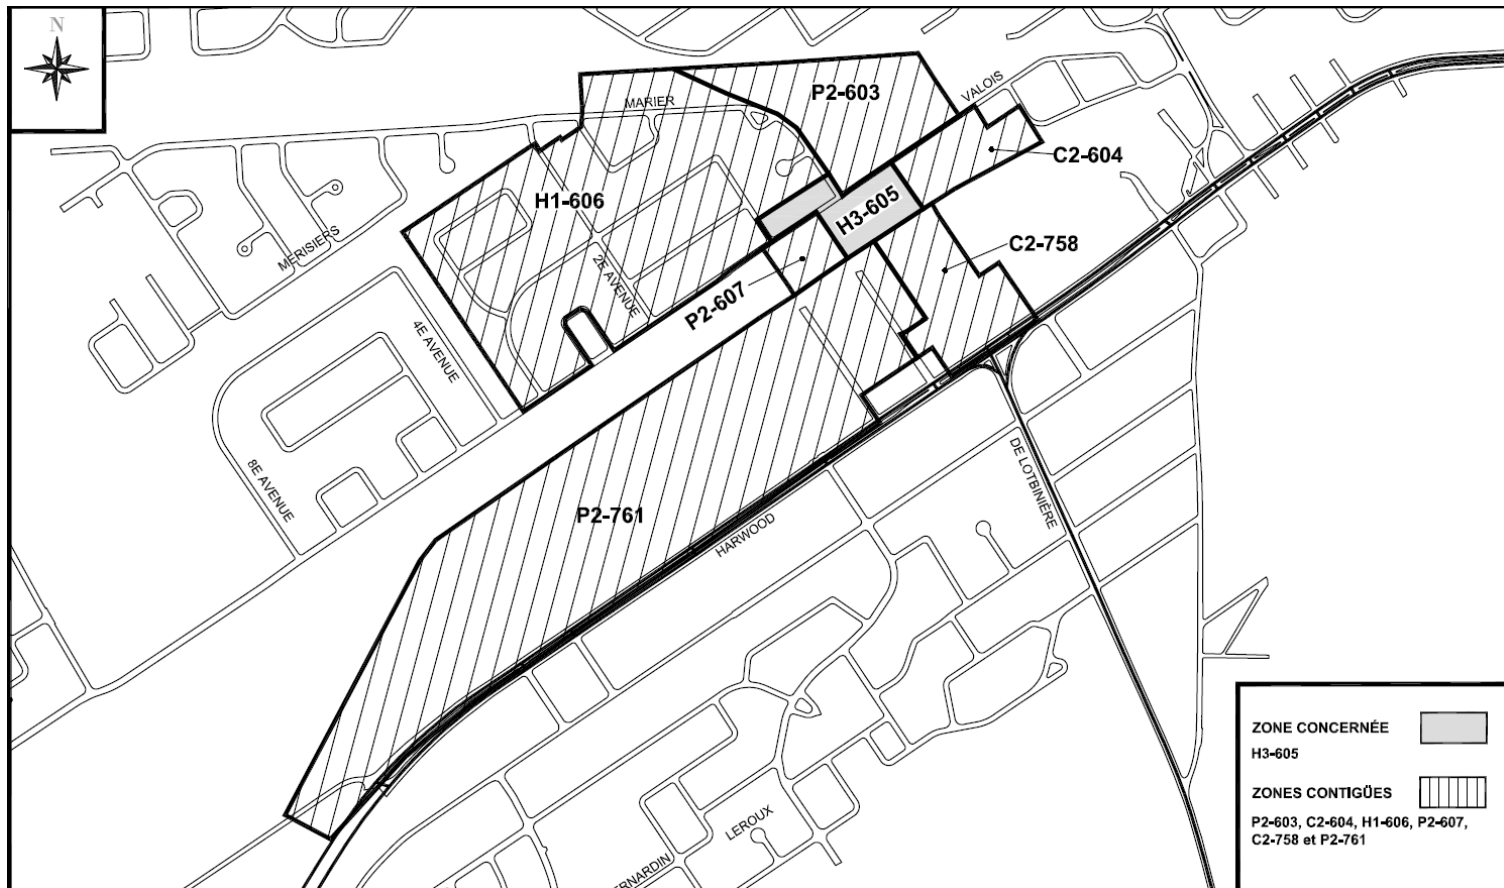 N
VALOIS
P2-603
MARIER
C2-604
H1-606
H3-605
MERISIERS
C2-758
2E AVENUE
P2-607
4E AVENUE
8E AVENUE
DE LOTBINIÈRE
P2-761
HARWOOD
LEROUX
ERNARDIN
ZONE CONCERNÉE
H3-605
ZONES CONTIGÜES
P2-603, C2-604, H1-606, P2-607,
C2-758 et P2-761